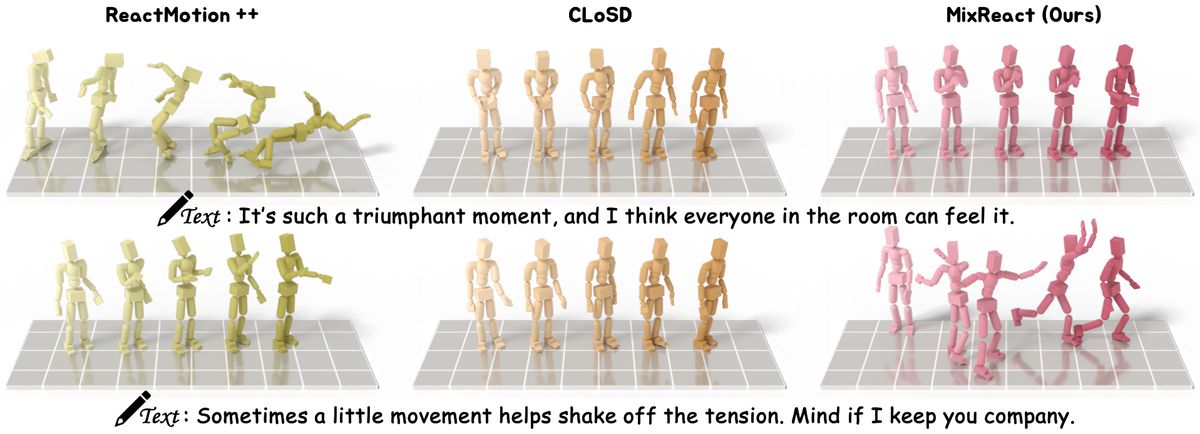 ReactMotion ++ CLoSD MixReact (Ours)
Text : It's such a triumphant moment, and I think everyone in the room can feel it.
Text : Sometimes a little movement helps shake off the tension. Mind if I keep you company.